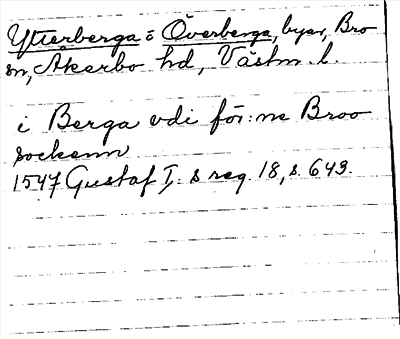 Ytterberga o Överberga, byar, Bro
sn, Åkerbo hd, Västm. l.
i Berga vdi för:ne Broo
sockenn
1547 Gustaf I:s reg. 18, s. 643.